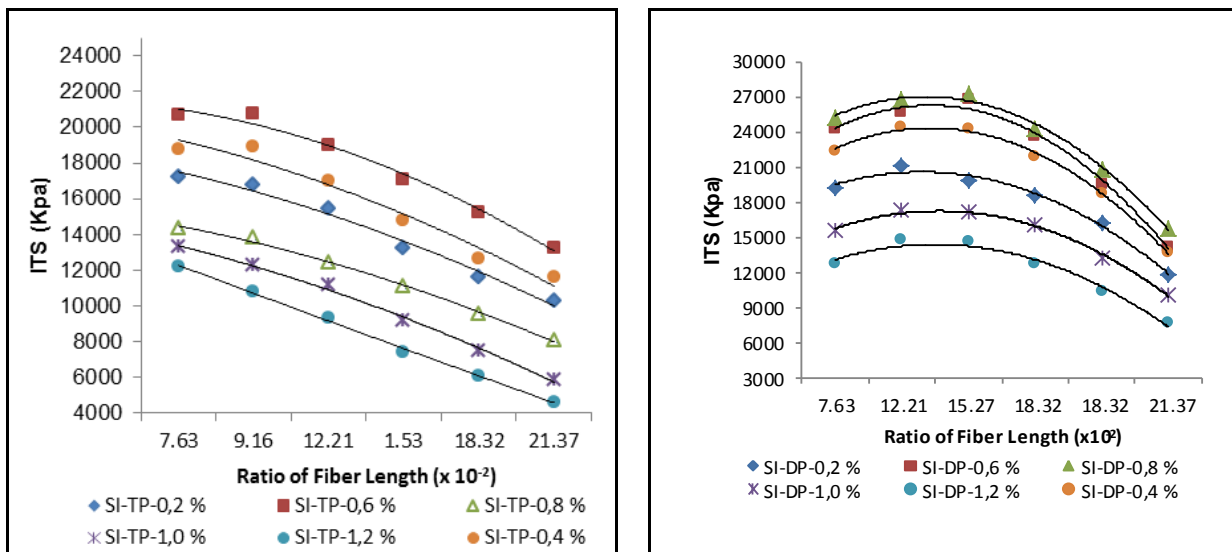 24000
22000
20000
18000
16000
14000
12000
10000
8000
6000
4000
ITS (Kpa)
7.63 9.16 12.21 1.53 18.32 21.37
Ratio of Fiber Length (x 10⁻²)
SI-TP-0,2 % SI-TP-0,6 % SI-TP-0,8 %
SI-TP-1,0 % SI-TP-1,2 % SI-TP-0,4 %
30000
27000
24000
21000
18000
15000
12000
9000
6000
3000
ITS (Kpa)
7.63 12.21 15.27 18.32 18.32 21.37
Ratio of Fiber Length (x10⁻²)
SI-DP-0,2 % SI-DP-0,6 % SI-DP-0,8 %
SI-DP-1,0 % SI-DP-1,2 % SI-DP-0,4 %